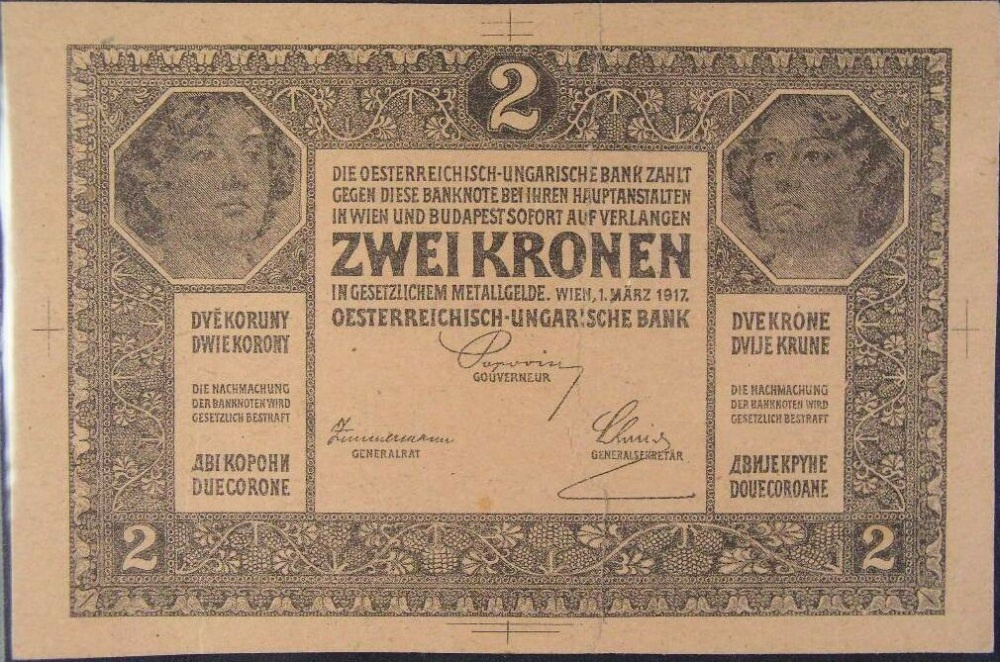 2
DIE OESTERREICHISCH-UNGARISCHE BANK ZAHLT
GEGEN DIESE BANKNOTE BEI IHREN HAUPTANSTALTEN
IN WIEN UND BUDAPEST SOFORT AUF VERLANGEN
ZWEI KRONEN
IN GESETZLICHEM METALLGELDE. WIEN, 1. MÄRZ 1917.
OESTERREICHISCH-UNGARISCHE BANK
Popovics
GOUVERNEUR
Zimmermann
GENERALRAT
Schmid
GENERALSEKRETÄR
DVĚ KORUNY
DWIE KORONY
DIE NACHMACHUNG
DER BANKNOTEN WIRD
GESETZLICH BESTRAFT
ДВІ КОРОНИ
DUE CORONE
DVE KRONE
DVIJE KRUNE
DIE NACHMACHUNG
DER BANKNOTEN WIRD
GESETZLICH BESTRAFT
ДВИЈЕ КРУНЕ
DOUE COROANE
2
2